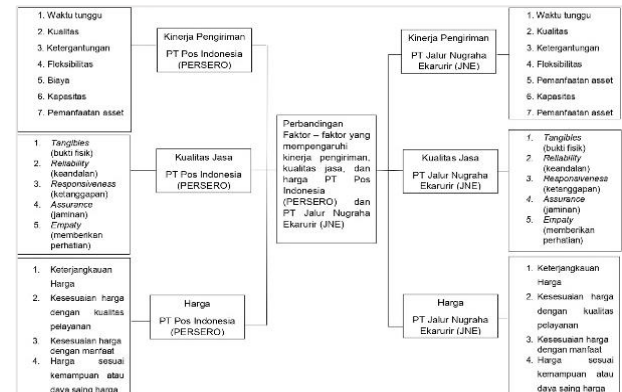 1. Waktu tunggu
2. Kualitas
3. Ketergantungan
4. Fleksibilitas
5. Biaya
6. Kapasitas
7. Pemanfaatan asset
1. Tangibles
(bukti fisik)
2. Reliability
(keandalan)
3. Responsiveness
(ketanggapan)
4. Assurance
(jaminan)
5. Empaty
(memberikan
perhatian)
1. Keterjangkauan
Harga
2. Kesesuaian harga
dengan kualitas
pelayanan
3. Kesesuaian harga
dengan manfaat
4. Harga sesuai
kemampuan atau
daya saing harga
Kinerja Pengiriman
PT Pos Indonesia
(PERSERO)
Kualitas Jasa
PT Pos Indonesia
(PERSERO)
Harga
PT Pos Indonesia
(PERSERO)
Perbandingan
Faktor – faktor yang
mempengaruhi
kinerja pengiriman,
kualitas jasa, dan
harga PT Pos
Indonesia
(PERSERO) dan
PT Jalur Nugraha
Ekarurir (JNE)
Kinerja Pengiriman
PT Jalur Nugraha
Ekarurir (JNE)
Kualitas Jasa
PT Jalur Nugraha
Ekarurir (JNE)
Harga
PT Jalur Nugraha
Ekarurir (JNE)
1. Waktu tunggu
2. Kualitas
3. Ketergantungan
4. Fleksibilitas
5. Pemanfaatan asset
6. Kapasitas
7. Pemanfaatan asset
1. Tangibles
(bukti fisik)
2. Reliability
(keandalan)
3. Responsiveness
(ketanggapan)
4. Assurance
(jaminan)
5. Empaty
(memberikan
perhatian)
1. Keterjangkauan
Harga
2. Kesesuaian harga
dengan kualitas
pelayanan
3. Kesesuaian harga
dengan manfaat
4. Harga sesuai
kemampuan atau
daya saing harga